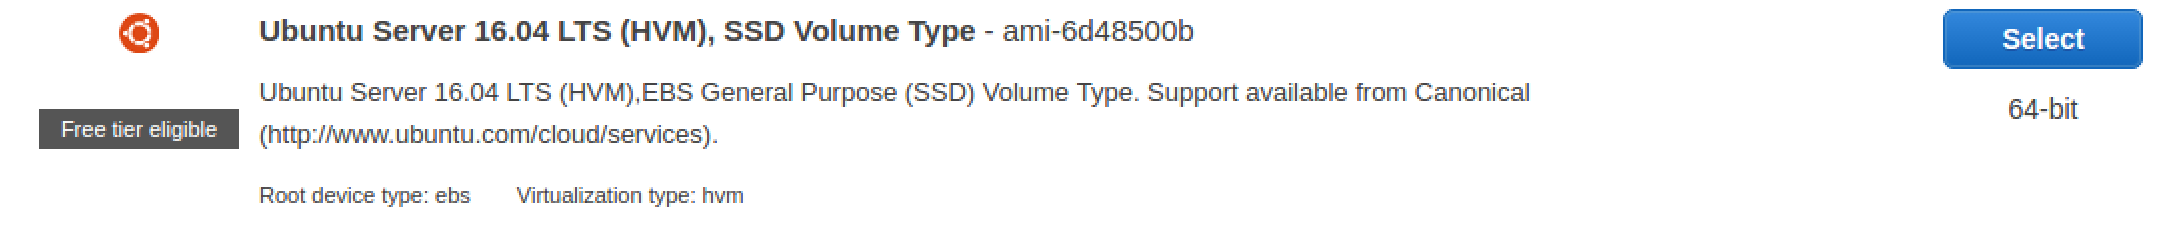 Ubuntu Server 16.04 LTS (HVM), SSD Volume Type - ami-6d48500b
Select
Ubuntu Server 16.04 LTS (HVM),EBS General Purpose (SSD) Volume Type. Support available from Canonical
64-bit
Free tier eligible
(http://www.ubuntu.com/cloud/services).
Root device type: ebs Virtualization type: hvm